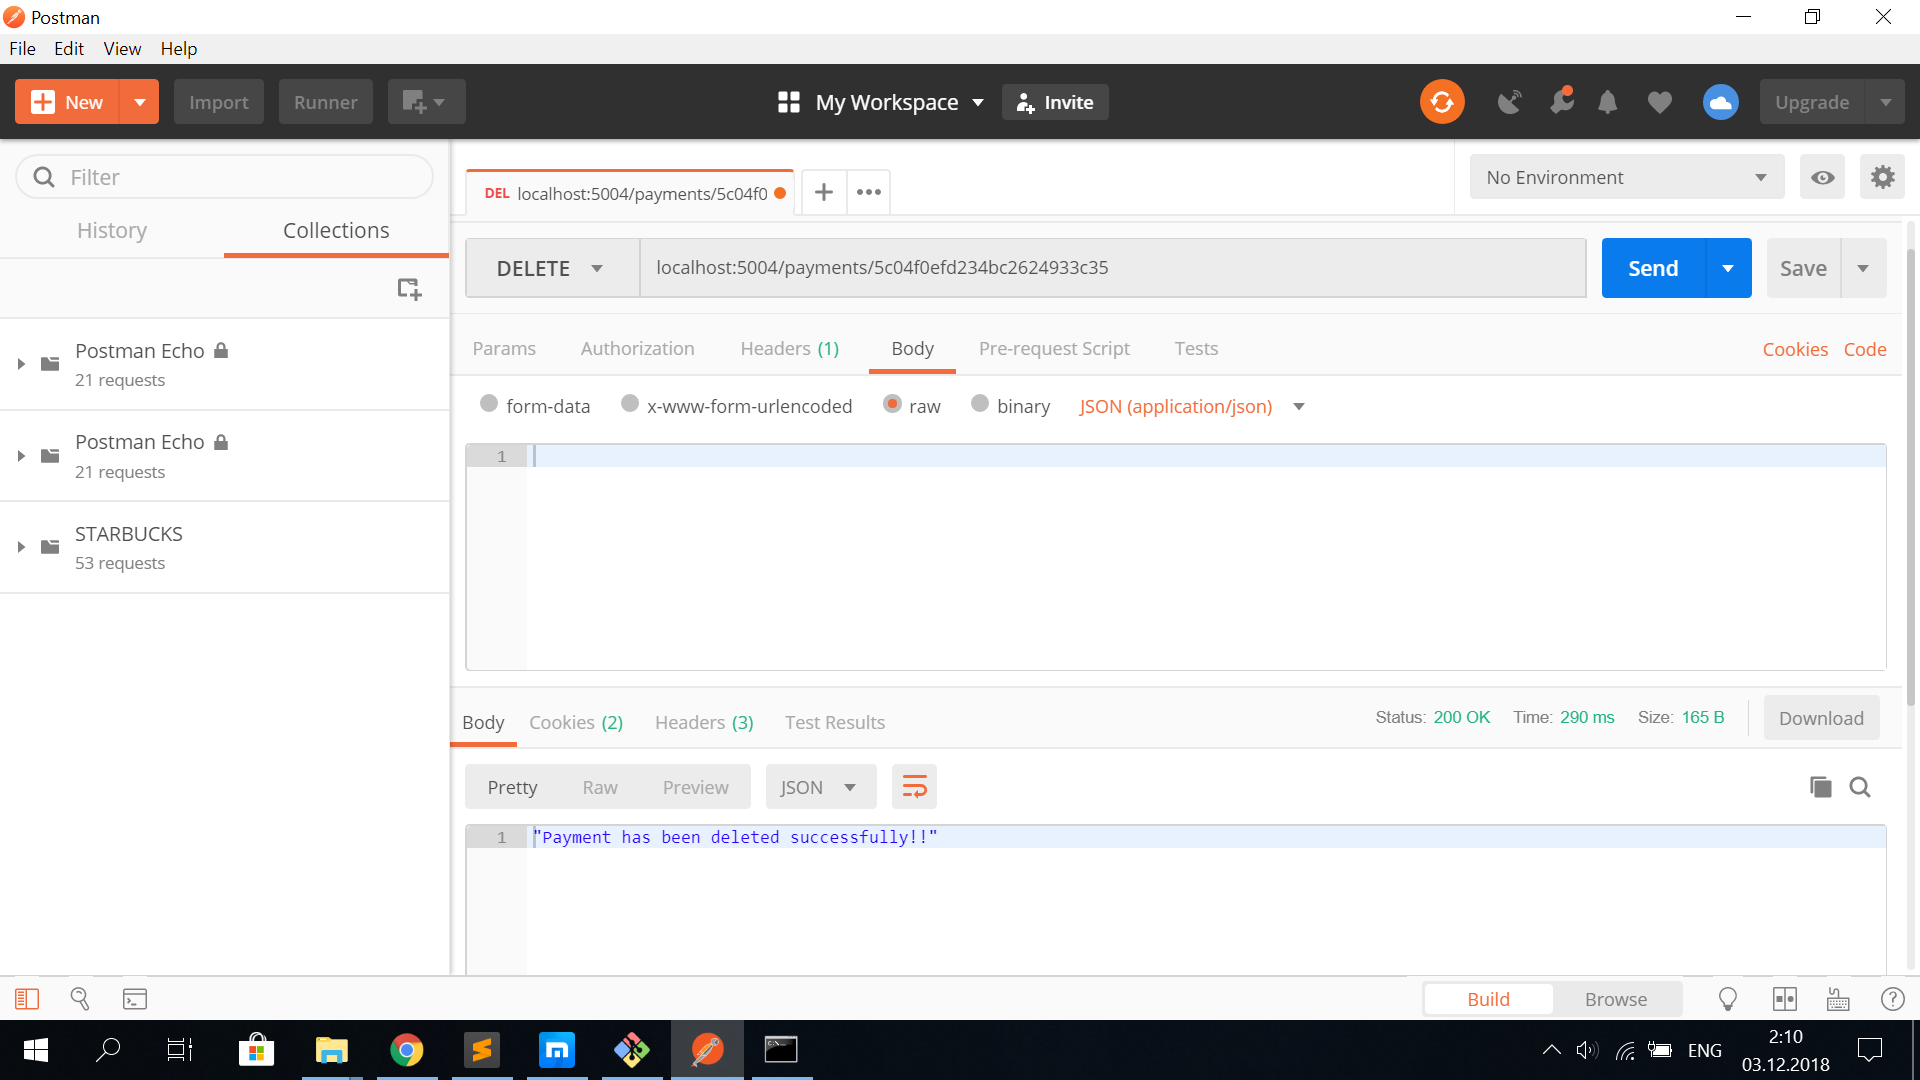 Postman
File Edit View Help
New Import Runner My Workspace Invite Upgrade
Filter
History Collections
Postman Echo
21 requests
Postman Echo
21 requests
STARBUCKS
53 requests
DEL localhost:5004/payments/5c04f0
No Environment
DELETE localhost:5004/payments/5c04f0efd234bc2624933c35 Send Save
Params Authorization Headers (1) Body Pre-request Script Tests Cookies Code
form-data x-www-form-urlencoded raw binary JSON (application/json)
1
Body Cookies (2) Headers (3) Test Results Status: 200 OK Time: 290 ms Size: 165 B Download
Pretty Raw Preview JSON
1 "Payment has been deleted successfully!!"
Build Browse
ENG 2:10
03.12.2018